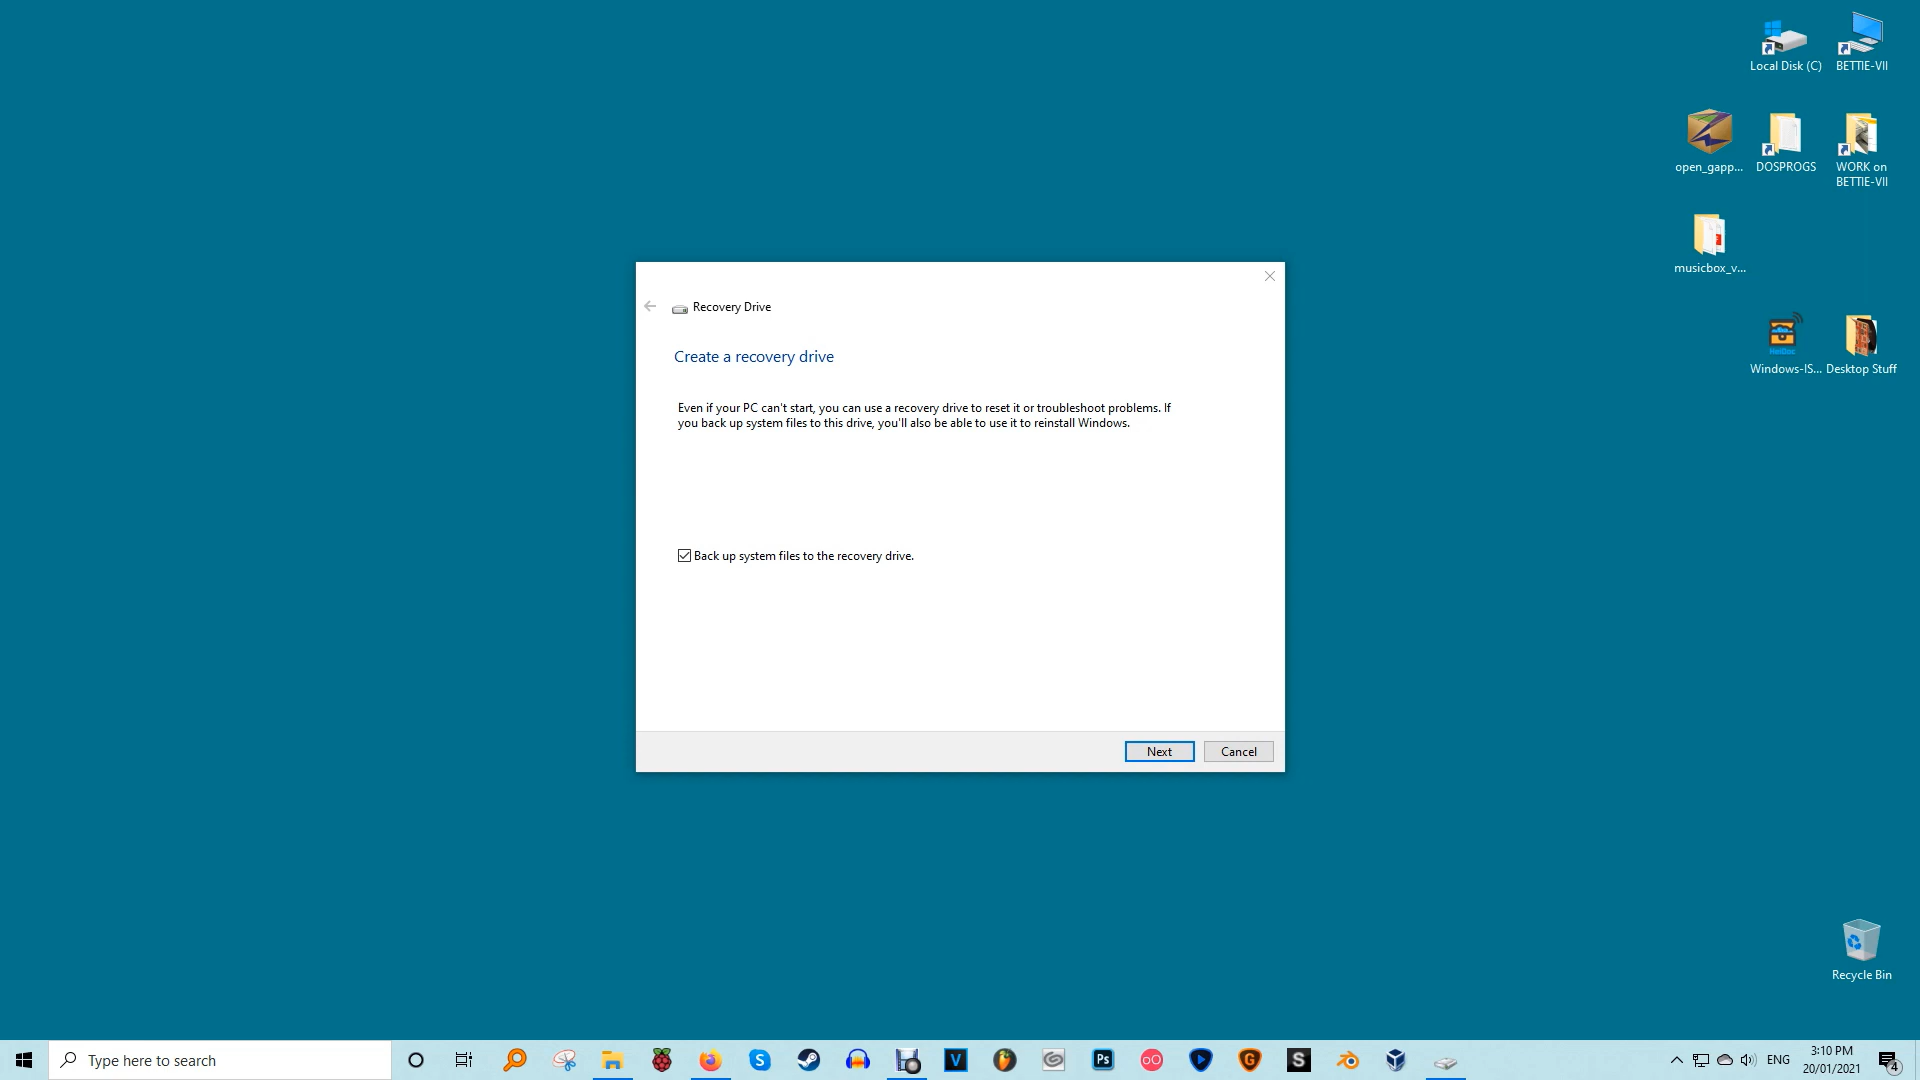 Local Disk (C)
BETTIE-VII
open_gapp...
DOSPROGS
WORK on
BETTIE-VII
musicbox_v...
HeiDoc
Windows-IS...
Desktop Stuff
Recovery Drive
Create a recovery drive
Even if your PC can't start, you can use a recovery drive to reset it or troubleshoot problems. If
you back up system files to this drive, you'll also be able to use it to reinstall Windows.
Back up system files to the recovery drive.
Next
Cancel
Recycle Bin
Type here to search
S
V
Ps
G
S
ENG
3:10 PM
20/01/2021
4